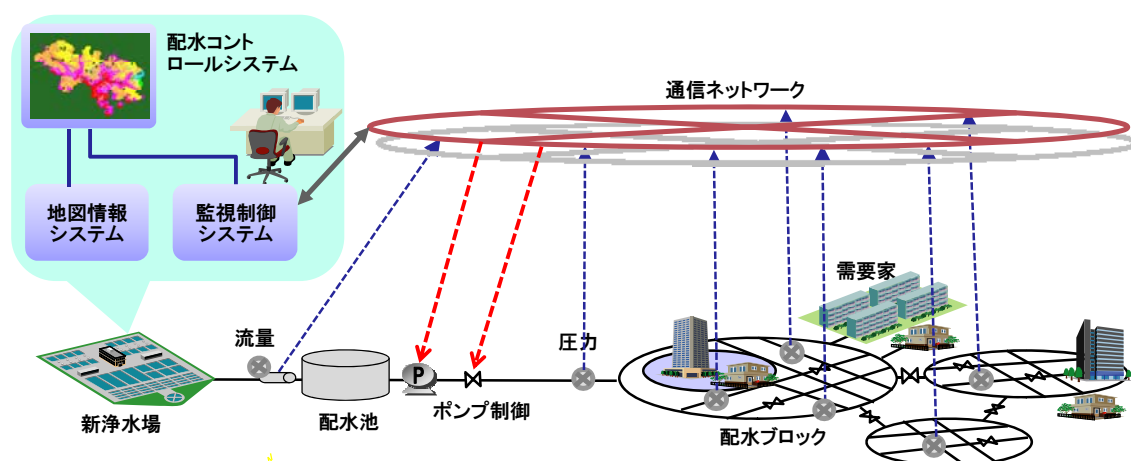 配水コント
ロールシステム
通信ネットワーク
地図情報
システム
監視制御
システム
需要家
流量
圧力
P
新浄水場
配水池
ポンプ制御
配水ブロック